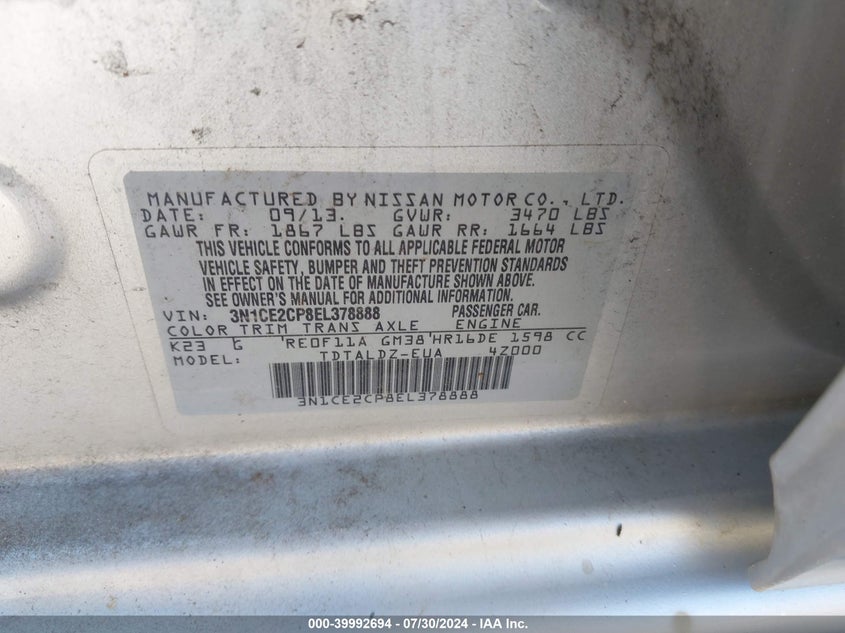 MANUFACTURED BY NISSAN MOTOR CO., LTD.
DATE: 09/13. GVWR: 3470 LBS
GAWR FR: 1867 LBS GAWR RR: 1664 LBS
THIS VEHICLE CONFORMS TO ALL APPLICABLE FEDERAL MOTOR
VEHICLE SAFETY, BUMPER AND THEFT PREVENTION STANDARDS
IN EFFECT ON THE DATE OF MANUFACTURE SHOWN ABOVE.
SEE OWNER'S MANUAL FOR ADDITIONAL INFORMATION.
VIN: 3N1CE2CP8EL378888 PASSENGER CAR.
COLOR TRIM TRANS AXLE ENGINE
K23 G 'RE0F11A GM38'HR16DE 1598 CC
MODEL: TDTALDZ-EUA 4Z000
3N1CE2CP8EL378888
000-39992694 - 07/30/2024 - IAA Inc.